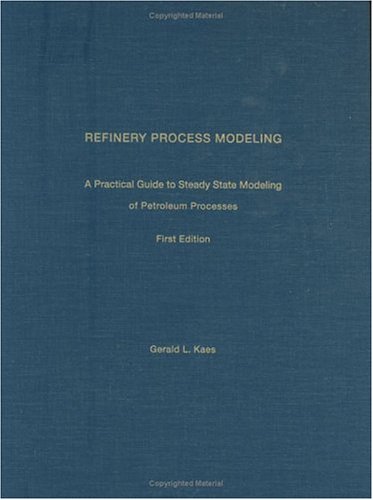 Copyrighted Material
REFINERY PROCESS MODELING
A Practical Guide to Steady State Modeling
of Petroleum Processes
First Edition
Gerald L. Kaes
Copyrighted Material